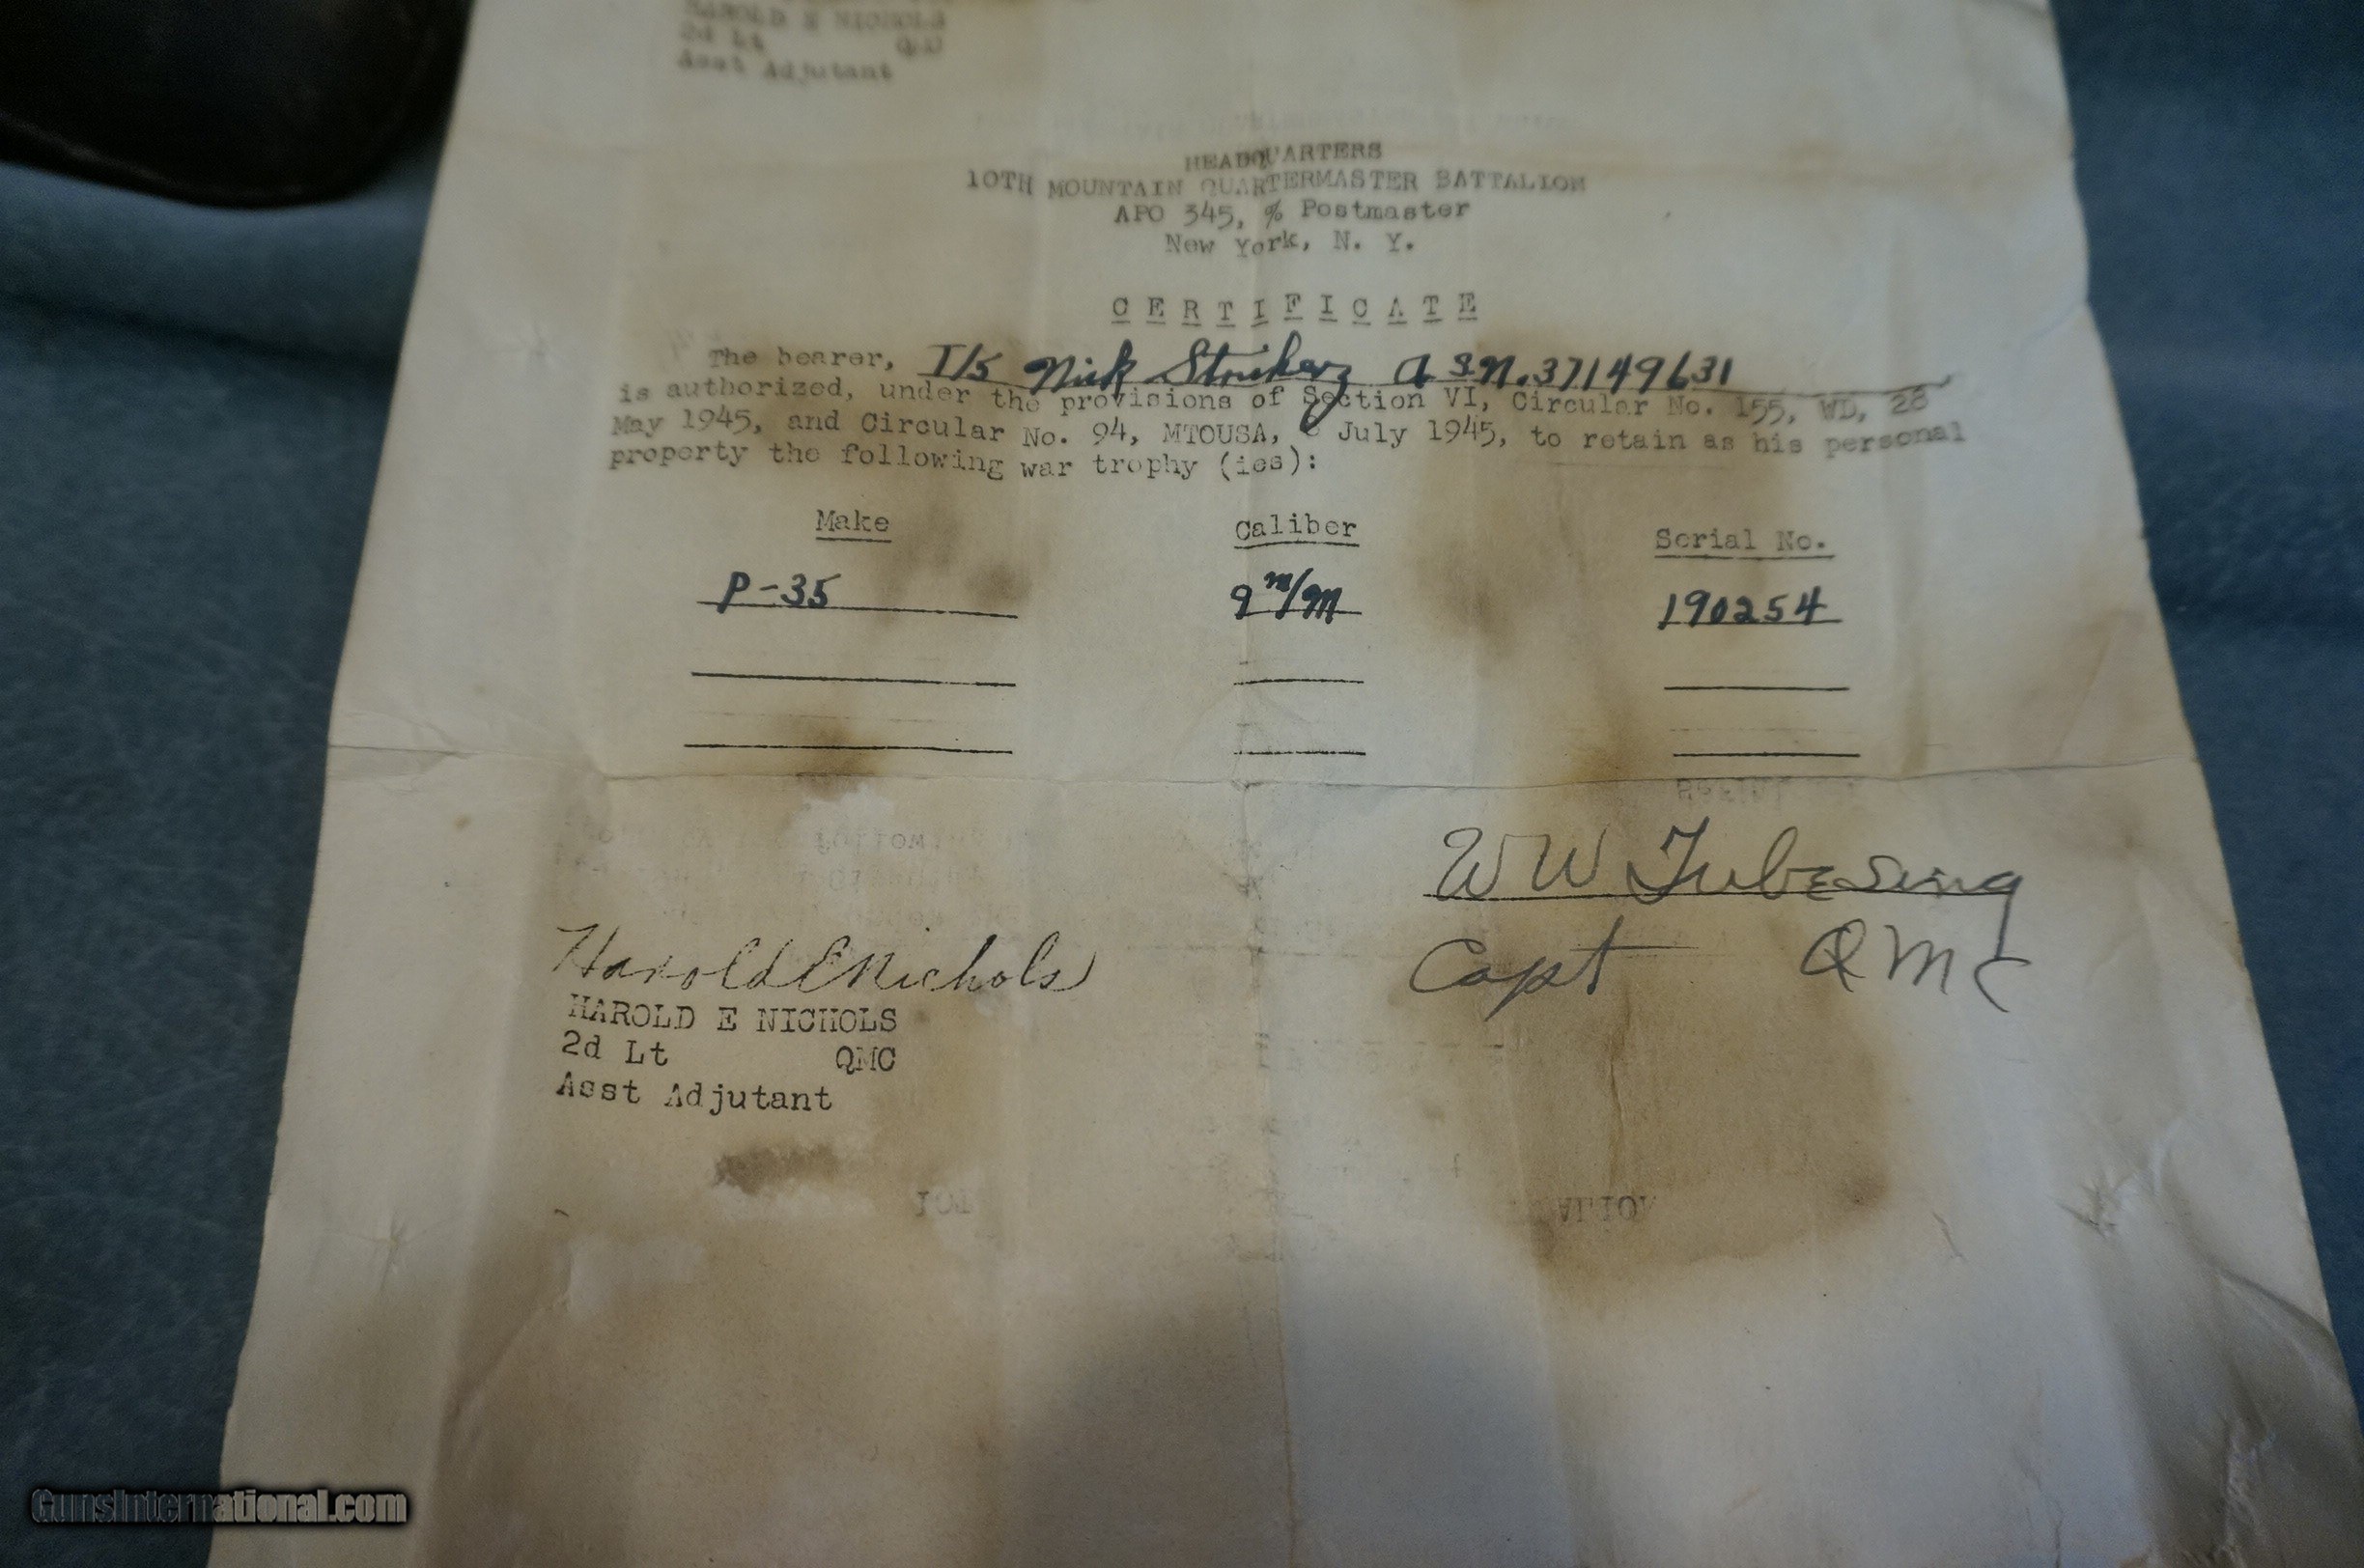 HAROLD E NICHOLS
2d Lt QMC
Asst Adjutant
HEADQUARTERS
10TH MOUNTAIN QUARTERMASTER BATTALION
APO 345, % Postmaster
New York, N. Y.
CERTIFICATE
The bearer, T/5 Nick ASN.37149631
is authorized, under the provisions of Section VI, Circular No. 155, WD, 28
May 1945, and Circular No. 94, MTOUSA, July 1945, to retain as his personal
property the following war trophy (ies):
Make Caliber Serial No.
P-35 9 m/m 190254
W W Tubesing
Capt QMC
Harold E Nichols
HAROLD E NICHOLS
2d Lt QMC
Asst Adjutant
GunsInternational.com